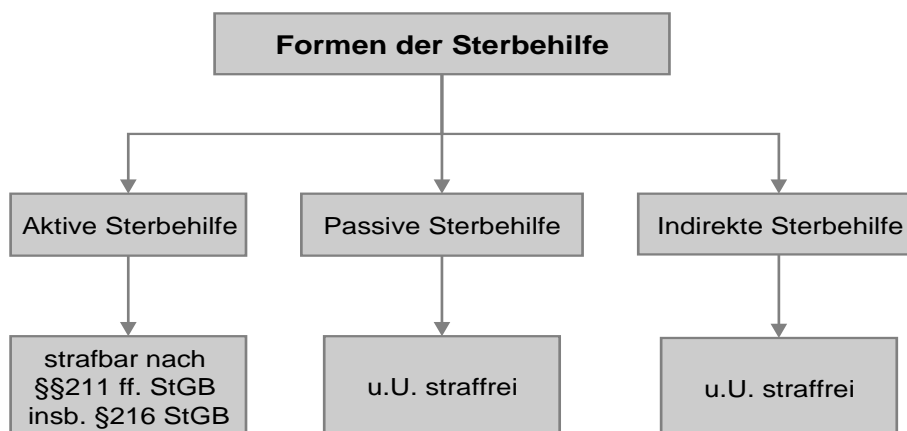 Formen der Sterbehilfe
Aktive Sterbehilfe
Passive Sterbehilfe
Indirekte Sterbehilfe
strafbar nach
§§211 ff. StGB
insb. §216 StGB
u.U. straffrei
u.U. straffrei